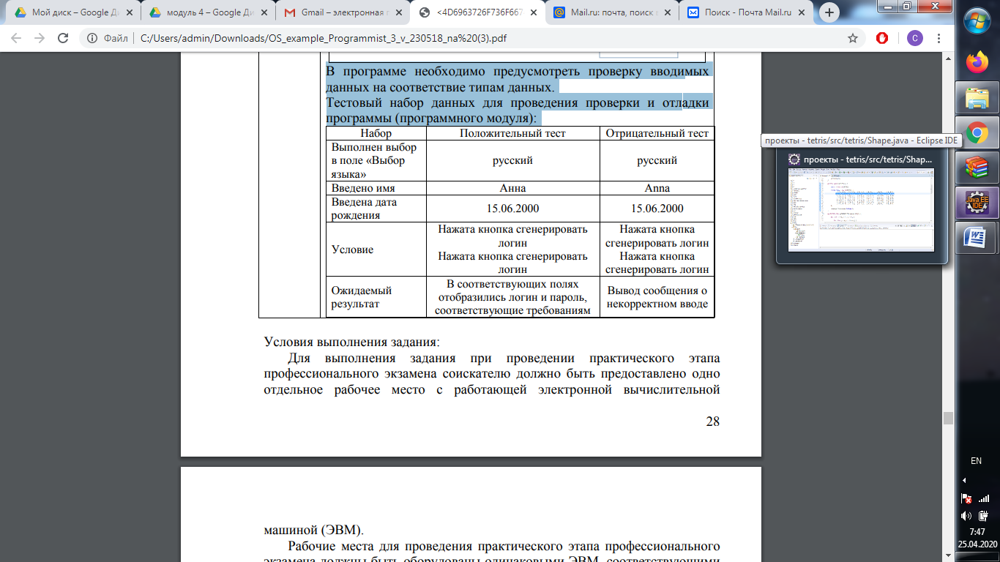 Мой диск – Google Ди
модуль 4 – Google Ди
Gmail – электронная п
<4D6963726F736F667
Mail.ru: почта, поиск в
Поиск - Почта Mail.ru
Файл
C:/Users/admin/Downloads/OS_example_Programmist_3_v_230518_na%20(3).pdf
C
В программе необходимо предусмотреть проверку вводимых
данных на соответствие типам данных.
Тестовый набор данных для проведения проверки и отладки
программы (программного модуля):
Набор Положительный тест Отрицательный тест
Выполнен выбор
в поле «Выбор
языка»
русский русский
Введено имя Анна Anna
Введена дата
рождения
15.06.2000 15.06.2000
Условие
Нажата кнопка сгенерировать
логин
Нажата кнопка сгенерировать
логин
Нажата кнопка
сгенерировать логин
Нажата кнопка
сгенерировать логин
Ожидаемый
результат
В соответствующих полях
отобразились логин и пароль,
соответствующие требованиям
Вывод сообщения о
некорректном вводе
Условия выполнения задания:
Для выполнения задания при проведении практического этапа
профессионального экзамена соискателю должно быть предоставлено одно
отдельное рабочее место с работающей электронной вычислительной
28
машиной (ЭВМ).
Рабочие места для проведения практического этапа профессионального
экзамена должны быть оборудованы одинаковыми ЭВМ, соответствующими
проекты - tetris/src/tetris/Shape.java - Eclipse IDE
проекты - tetris/src/tetris/Shap...
Java EE
IDE
EN
7:47
25.04.2020